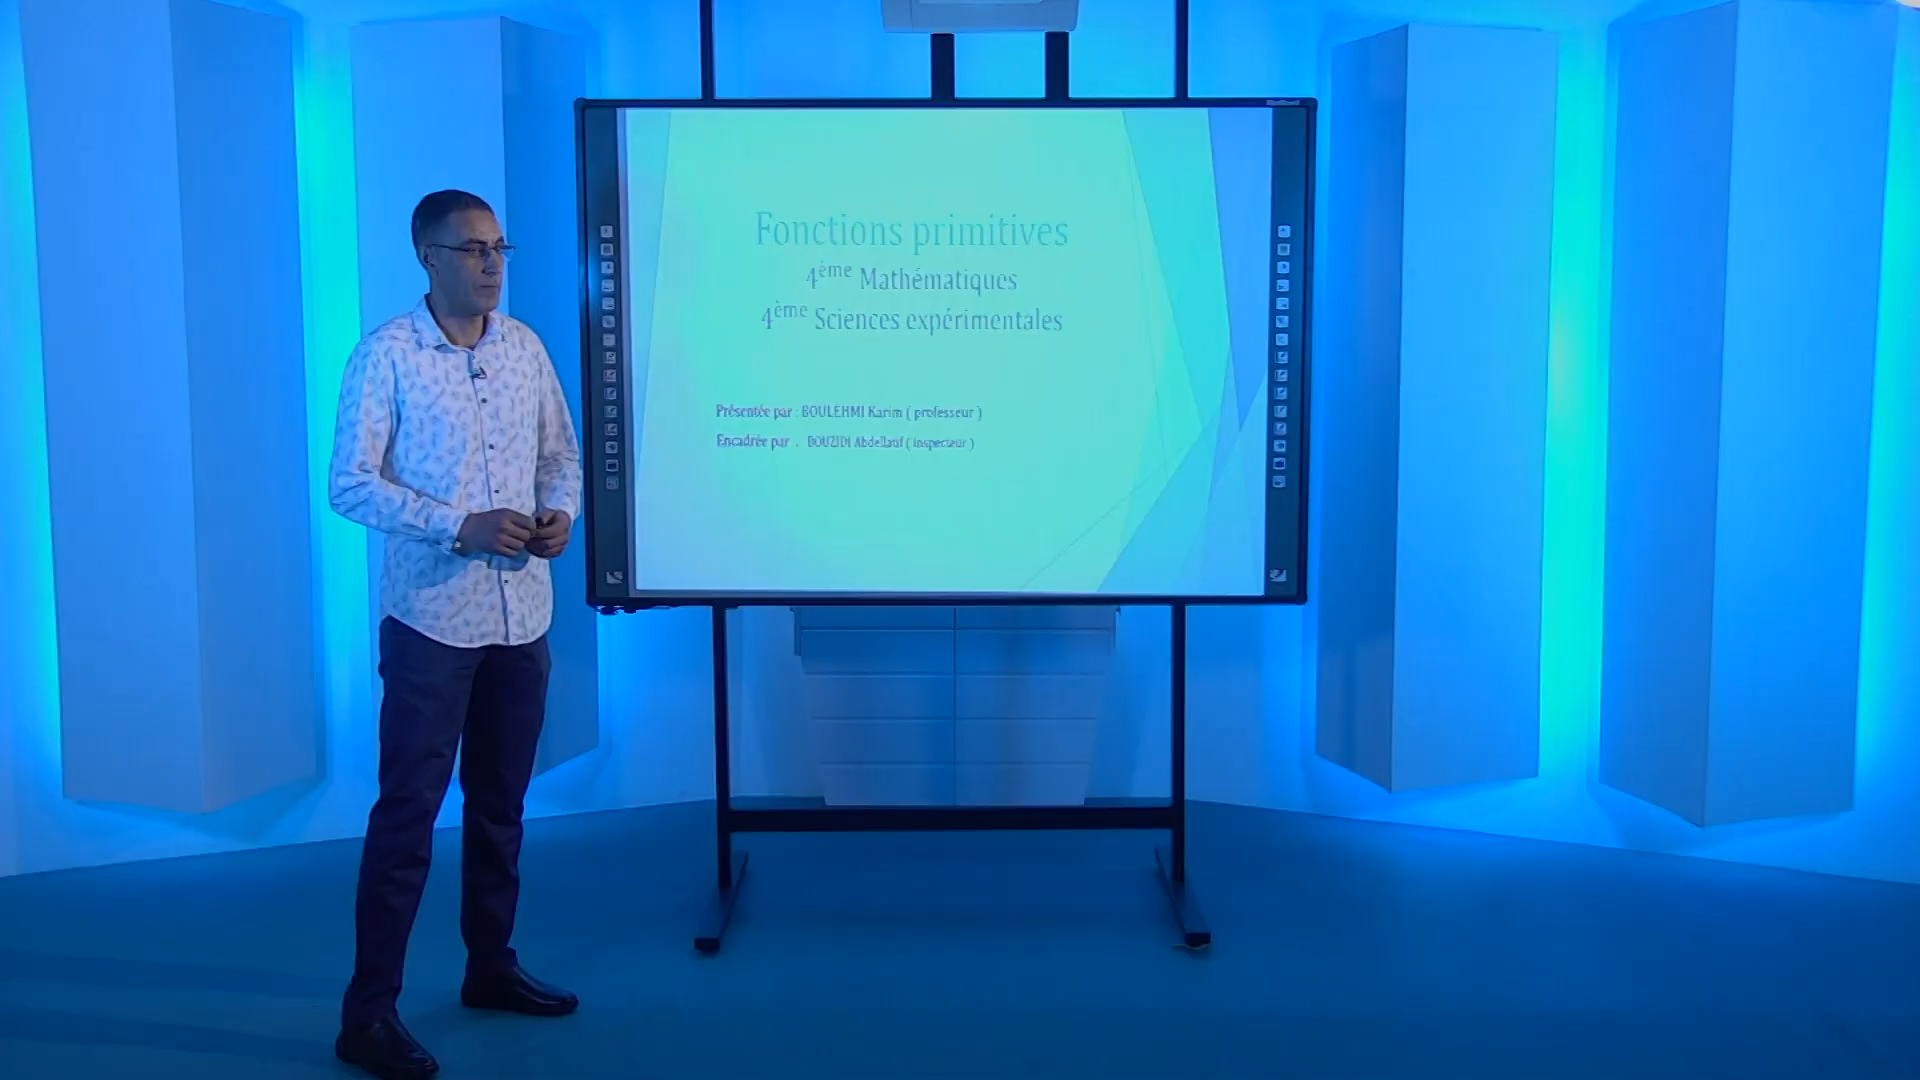 Fonctions primitives
4ème Mathématiques
4ème Sciences expérimentales
Présentée par : BOULEHMI Karim ( professeur )
Encadrée par : BOUZIDI Abdellatif ( inspecteur )